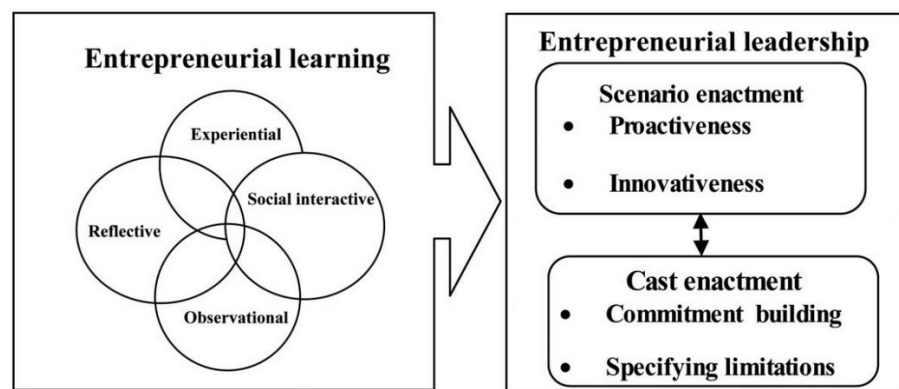 Entrepreneurial learning
Experiential
Social interactive
Reflective
Observational
Entrepreneurial leadership
Scenario enactment
• Proactiveness
• Innovativeness
Cast enactment
• Commitment building
• Specifying limitations